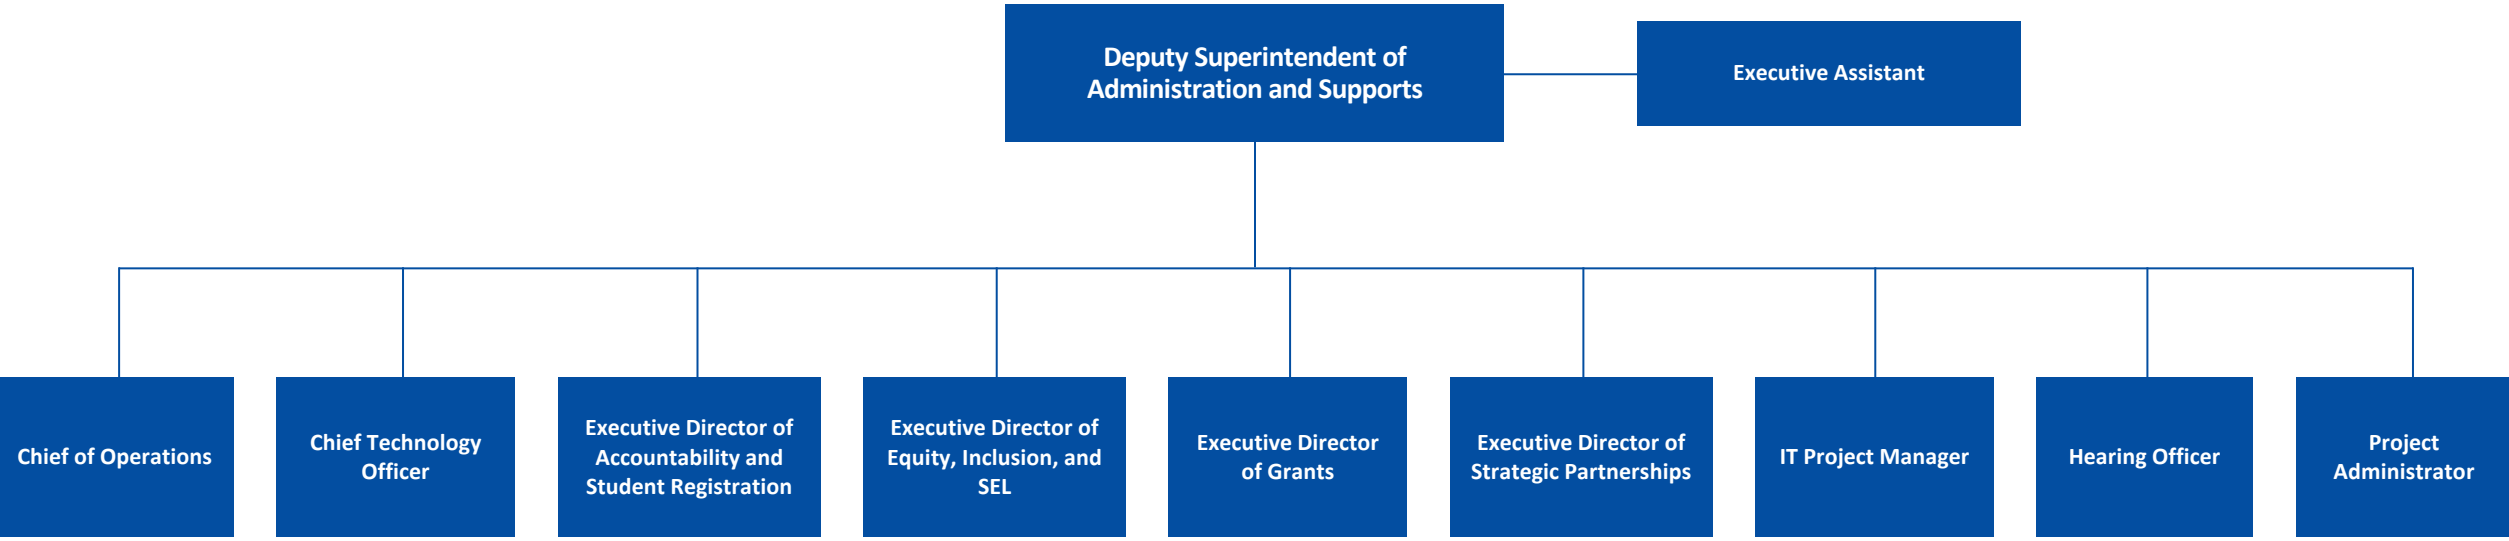 Deputy Superintendent of
Administration and Supports
Executive Assistant
Chief of Operations
Chief Technology
Officer
Executive Director of
Accountability and
Student Registration
Executive Director of
Equity, Inclusion, and
SEL
Executive Director
of Grants
Executive Director of
Strategic Partnerships
IT Project Manager
Hearing Officer
Project
Administrator